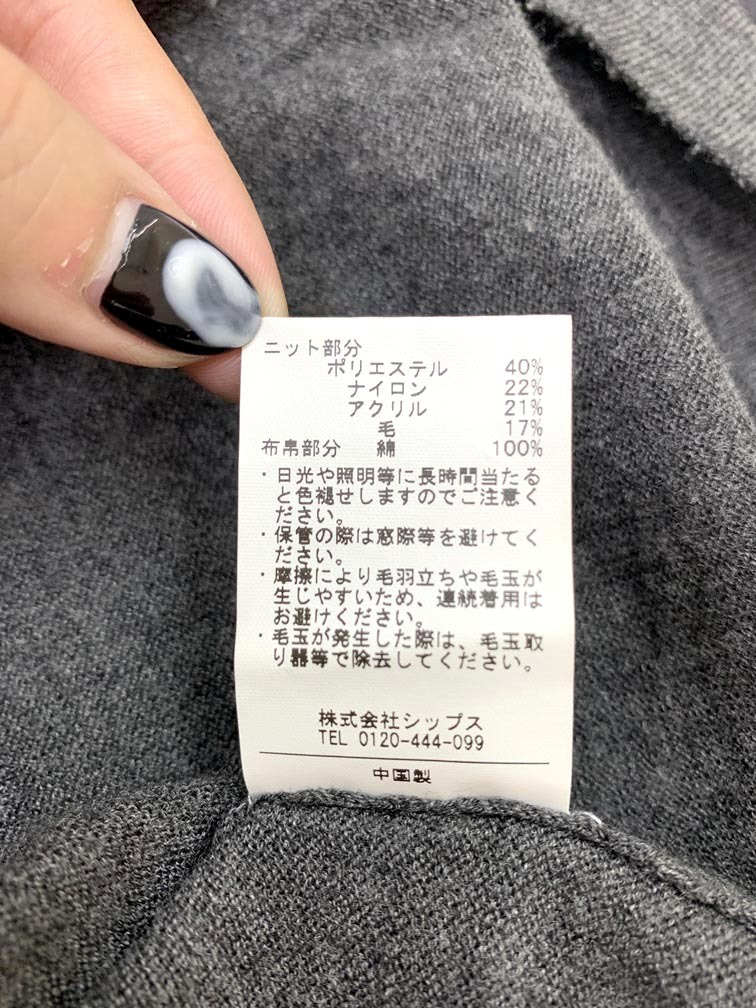 ニット部分
ポリエステル 40%
ナイロン 22%
アクリル 21%
毛 17%
布帛部分 綿 100%
・日光や照明等に長時間当たる
と色褪せしますのでご注意く
ださい。
・保管の際は窓際等を避けてく
ださい。
・摩擦により毛羽立ちや毛玉が
生じやすいため、連続着用は
お避けください。
・毛玉が発生した際は、毛玉取
り器等で除去してください。
株式会社シップス
TEL 0120-444-099
中国製